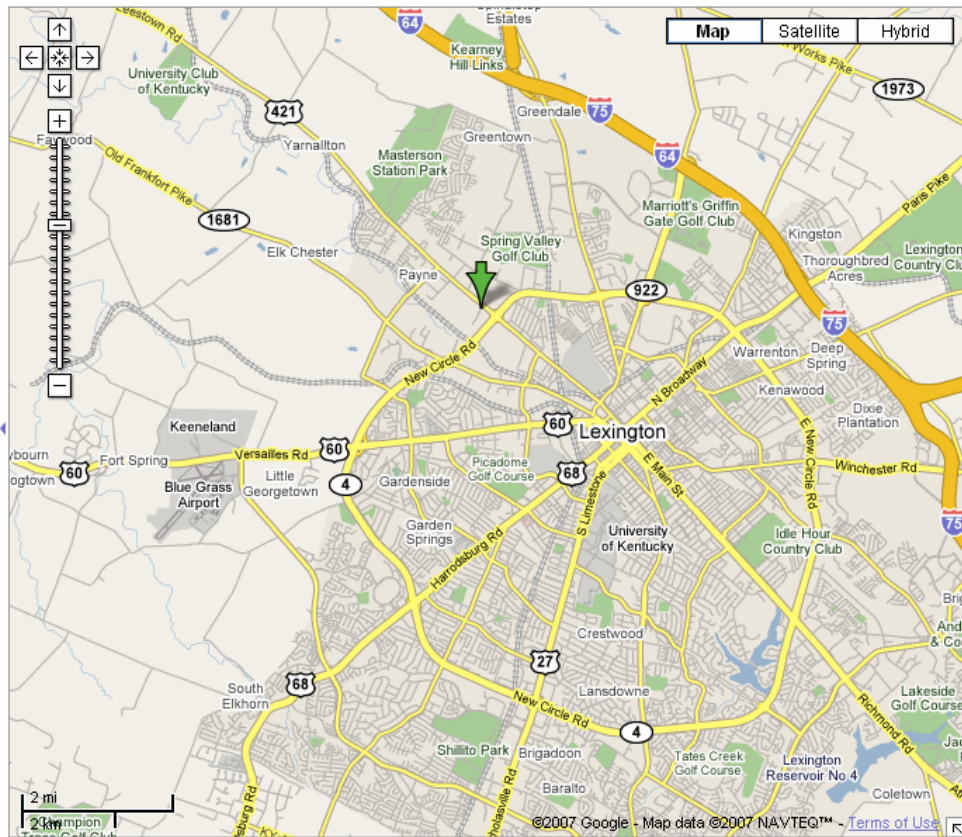 Leestown Rd
64
Spindletop
Estates
Map
Satellite
Hybrid
Kearney
Hill Links
University Club
of Kentucky
Works Pike
1973
75
421
Greendale
Yarnallton
Greentown
Old Frankfort Pike
Masterson
Station Park
64
Paris Pike
1681
Marriott's Griffin
Gate Golf Club
Elk Chester
Spring Valley
Golf Club
Kingston
Thoroughbred
Acres
Lexington
Country Clu
Payne
922
75
New Circle Rd
Warrenton
Deep
Spring
N Broadway
Kenawood
Dixie
Plantation
Keeneland
60
Lexington
E New Circle Rd
Versailles Rd
60
Fort Spring
60
Little
Georgetown
4
Gardenside
Picadome
Golf Course
68
E Main St
Winchester Rd
Blue Grass
Airport
S Limestone
University
of Kentucky
Garden
Springs
Idle Hour
Country Club
75
Harrodsburg Rd
Crestwood
27
68
South
Elkhorn
Lansdowne
New Circle Rd
4
Richmond Rd
Lakeside
Golf Course
Shillito Park
Brigadoon
Tates Creek
Golf Course
Lexington
Reservoir No 4
Baralto
Coletown
2 mi
2 km
©2007 Google - Map data ©2007 NAVTEQ™ - Terms of Use